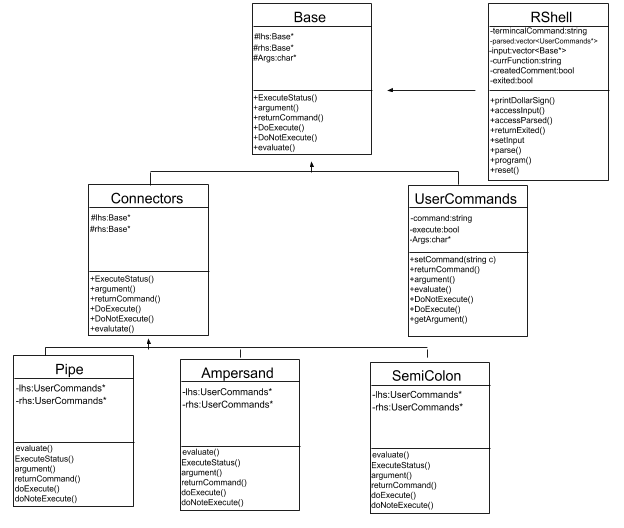 Base
#lhs:Base*
#rhs:Base*
#Args:char*
+ExecuteStatus()
+argument()
+returnCommand()
+DoExecute()
+DoNotExecute()
+evaluate()
RShell
-termincalCommand:string
-parsed:vector<UserCommands*>
-input:vector<Base*>
-currFunction:string
-createdComment:bool
-exited:bool
+printDollarSign()
+accessInput()
+accessParsed()
+returnExited()
+setInput
+parse()
+program()
+reset()
Connectors
#lhs:Base*
#rhs:Base*
+ExecuteStatus()
+argument()
+returnCommand()
+DoExecute()
+DoNotExecute()
+evalutate()
UserCommands
-command:string
-execute:bool
-Args:char*
+setCommand(string c)
+returnCommand()
+argument()
+evaluate()
+DoNotExecute()
+DoExecute()
+getArgument()
Pipe
-lhs:UserCommands*
-rhs:UserCommands*
evaluate()
ExecuteStatus()
argument()
returnCommand()
doExecute()
doNoteExecute()
Ampersand
-lhs:UserCommands*
-rhs:UserCommands*
evaluate()
ExecuteStatus()
argument()
returnCommand()
doExecute()
doNoteExecute()
SemiColon
-lhs:UserCommands*
-rhs:UserCommands*
evaluate()
ExecuteStatus()
argument()
returnCommand()
doExecute()
doNoteExecute()